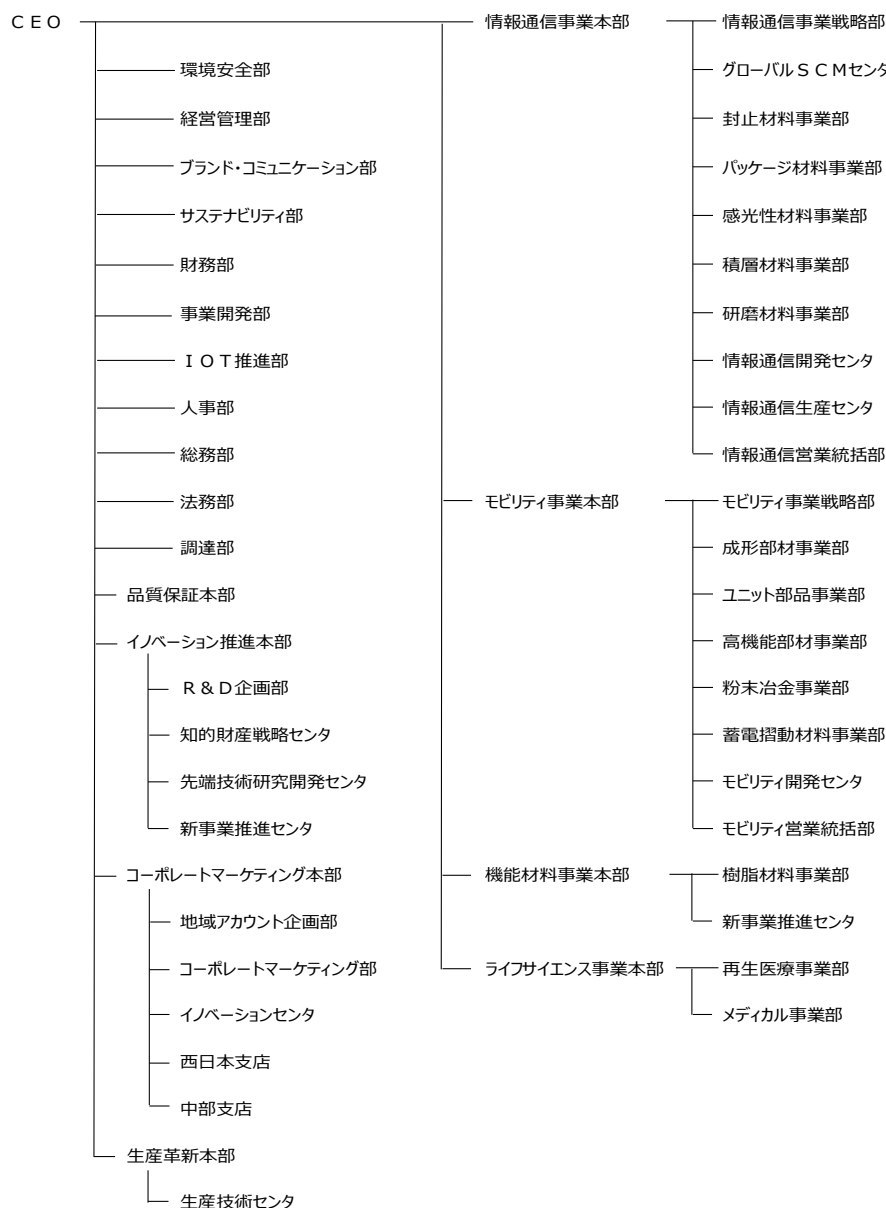 ＣＥＯ
環境安全部
経営管理部
ブランド・コミュニケーション部
サステナビリティ部
財務部
事業開発部
ＩＯＴ推進部
人事部
総務部
法務部
調達部
品質保証本部
イノベーション推進本部
Ｒ＆Ｄ企画部
知的財産戦略センタ
先端技術研究開発センタ
新事業推進センタ
コーポレートマーケティング本部
地域アカウント企画部
コーポレートマーケティング部
イノベーションセンタ
西日本支店
中部支店
生産革新本部
生産技術センタ
情報通信事業本部
情報通信事業戦略部
グローバルＳＣＭセンタ
封止材料事業部
パッケージ材料事業部
感光性材料事業部
積層材料事業部
研磨材料事業部
情報通信開発センタ
情報通信生産センタ
情報通信営業統括部
モビリティ事業本部
モビリティ事業戦略部
成形部材事業部
ユニット部品事業部
高機能部材事業部
粉末冶金事業部
蓄電摺動材料事業部
モビリティ開発センタ
モビリティ営業統括部
機能材料事業本部
樹脂材料事業部
新事業推進センタ
ライフサイエンス事業本部
再生医療事業部
メディカル事業部